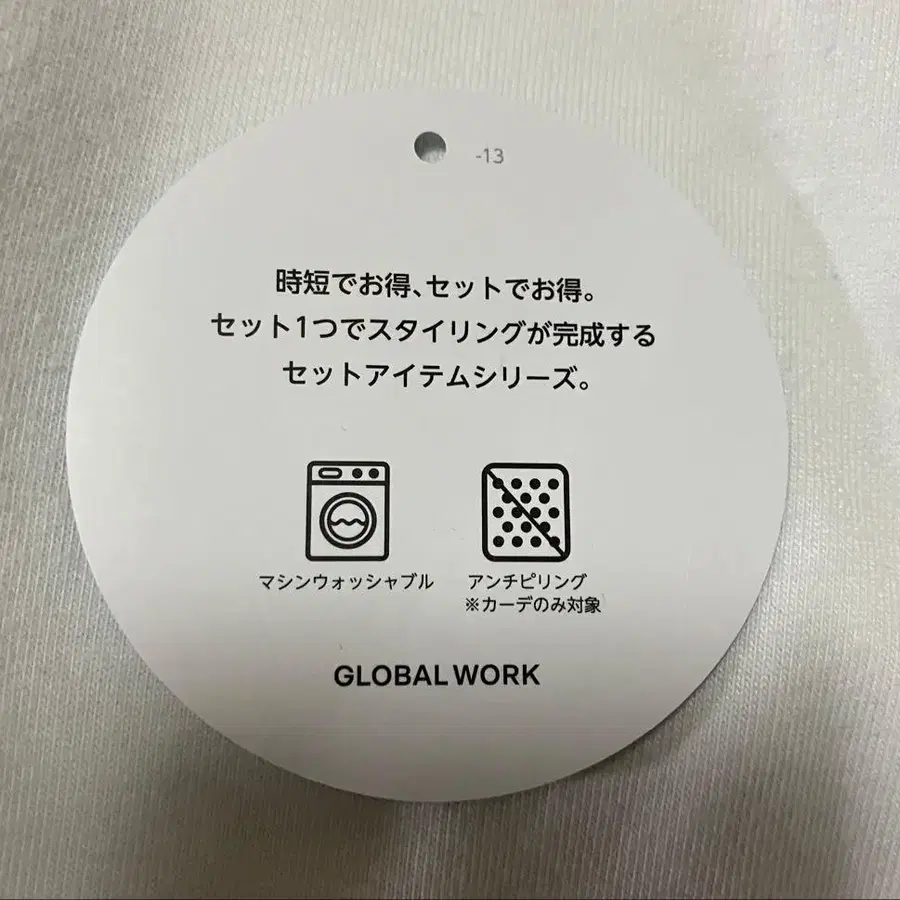 -13
時短でお得、セットでお得。
セット1つでスタイリングが完成する
セットアイテムシリーズ。
マシンウォッシャブル
アンチピリング
※カーデのみ対象
GLOBAL WORK